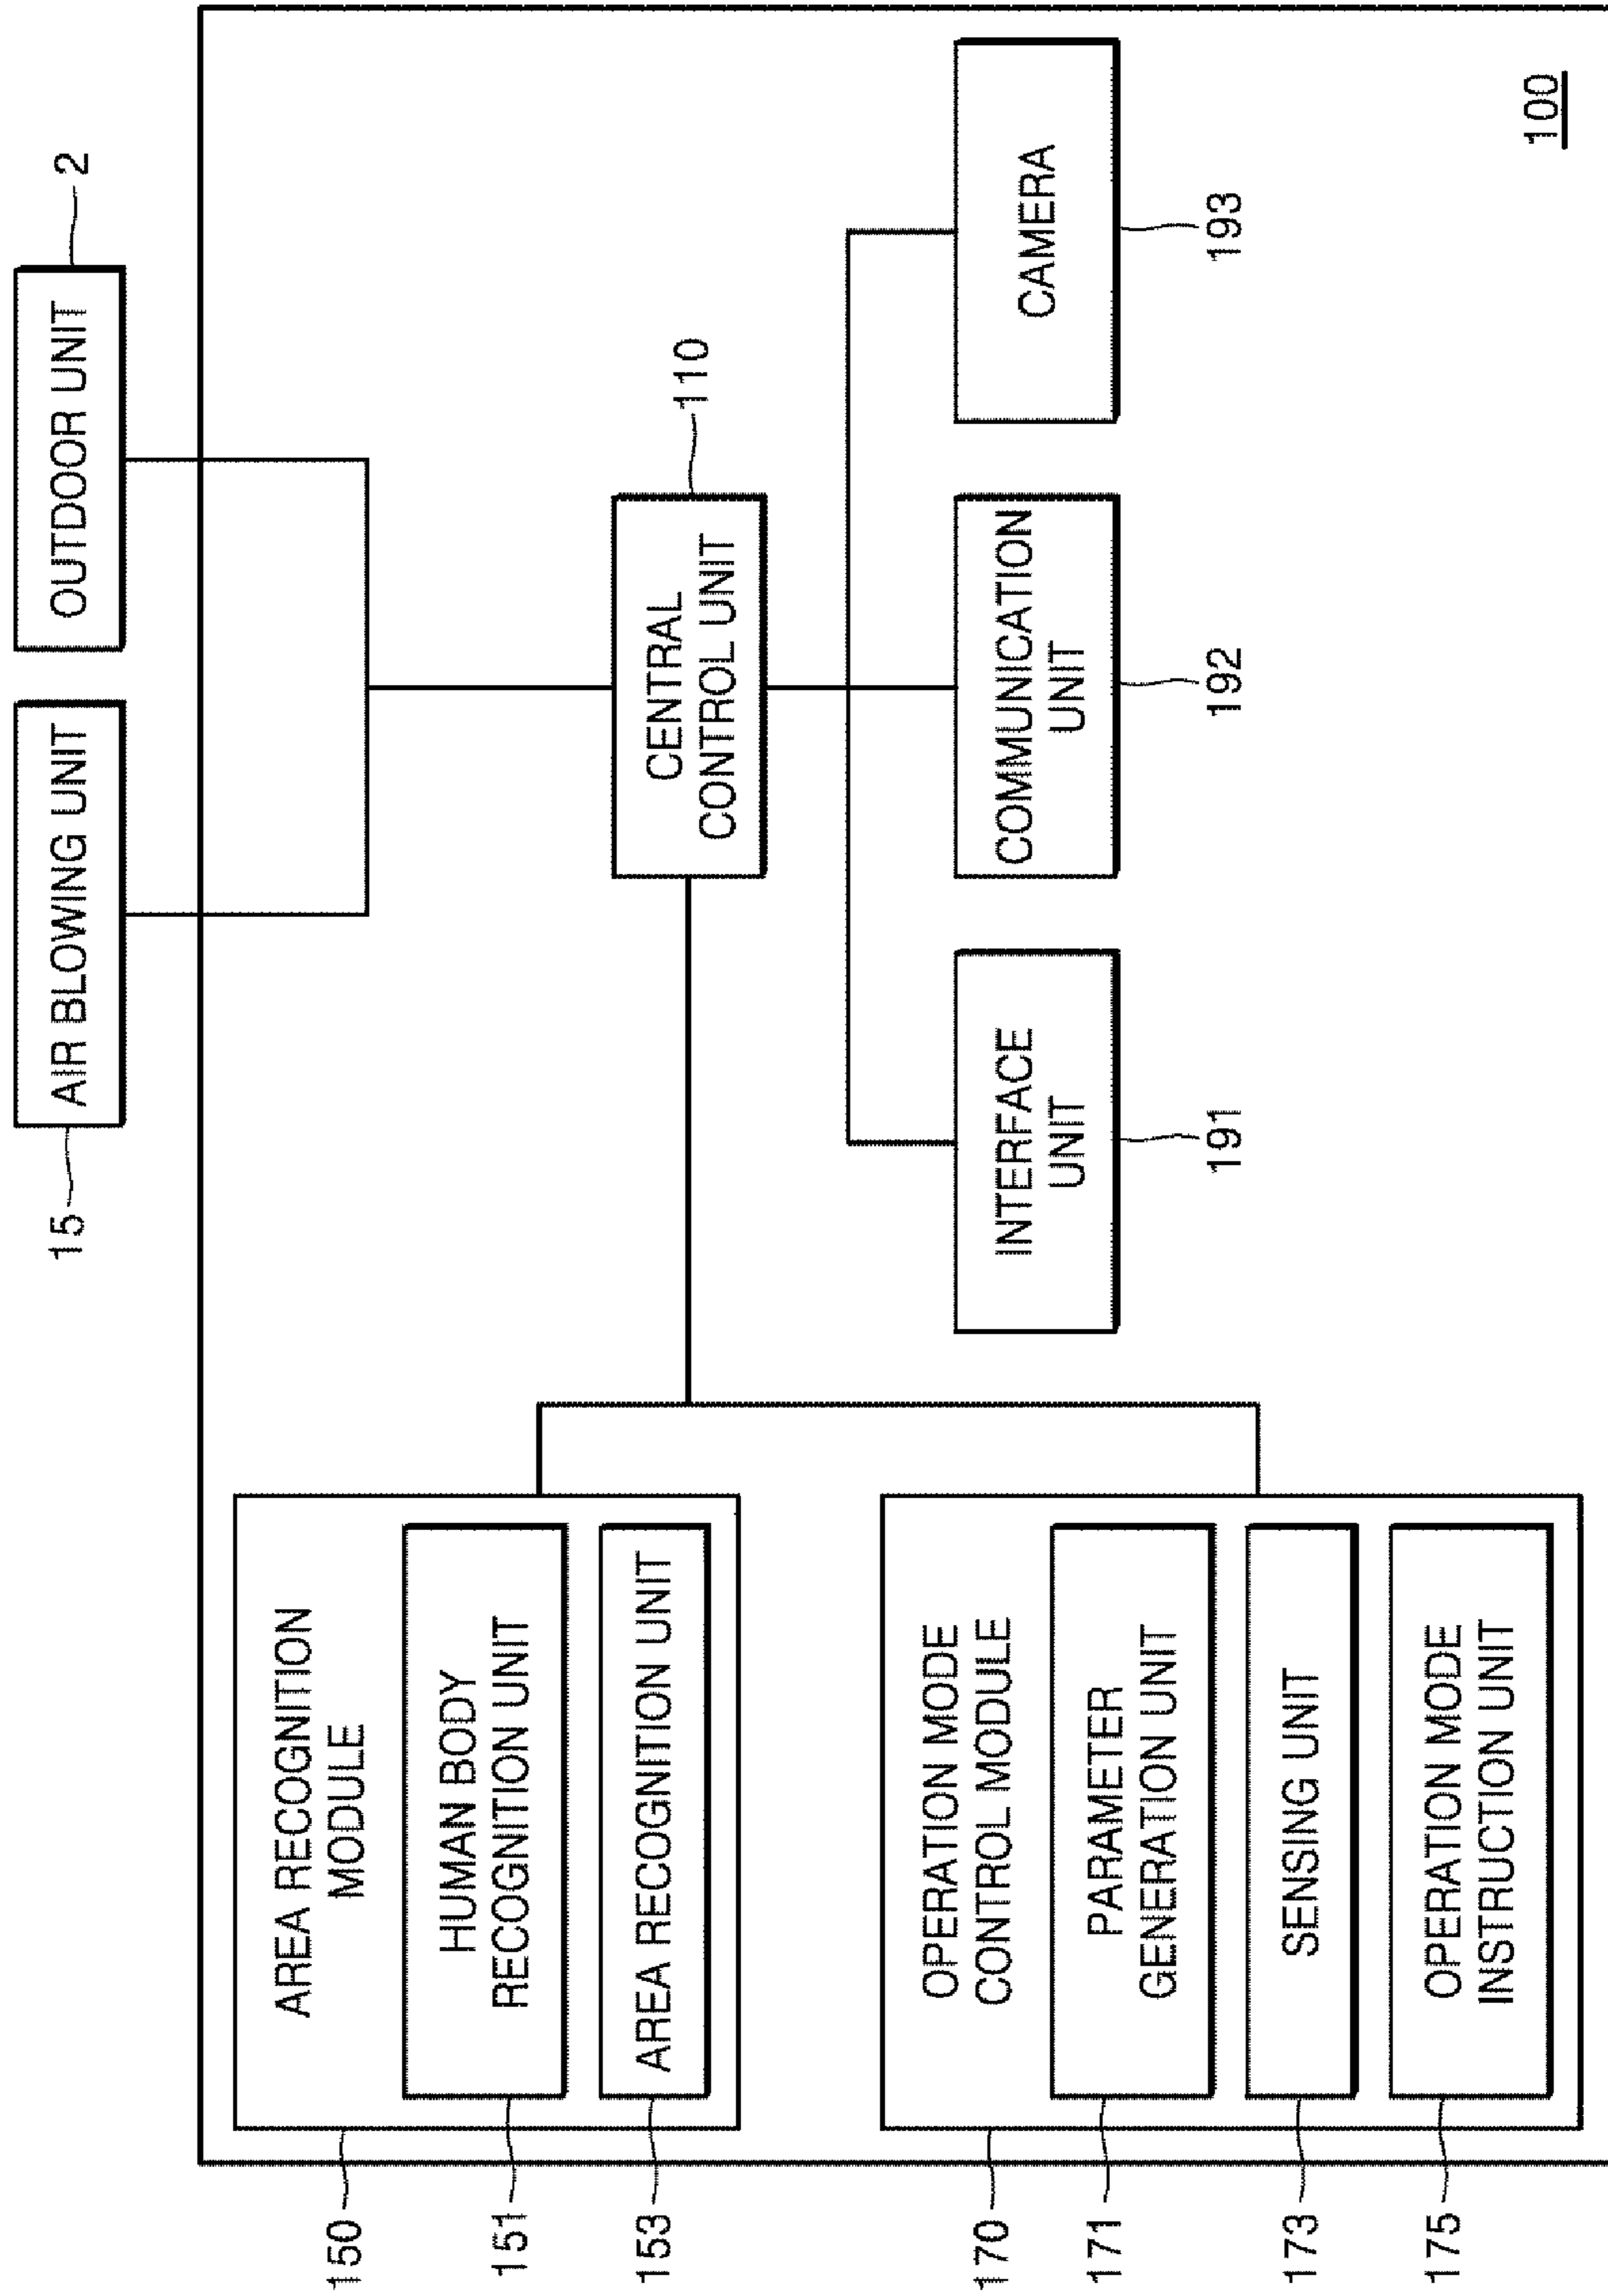 15
AIR BLOWING UNIT
OUTDOOR UNIT
2
150
AREA RECOGNITION
MODULE
151
HUMAN BODY
RECOGNITION UNIT
153
AREA RECOGNITION UNIT
CENTRAL
CONTROL UNIT
110
170
OPERATION MODE
CONTROL MODULE
171
PARAMETER
GENERATION UNIT
173
SENSING UNIT
175
OPERATION MODE
INSTRUCTION UNIT
INTERFACE
UNIT
191
COMMUNICATION
UNIT
192
CAMERA
193
100